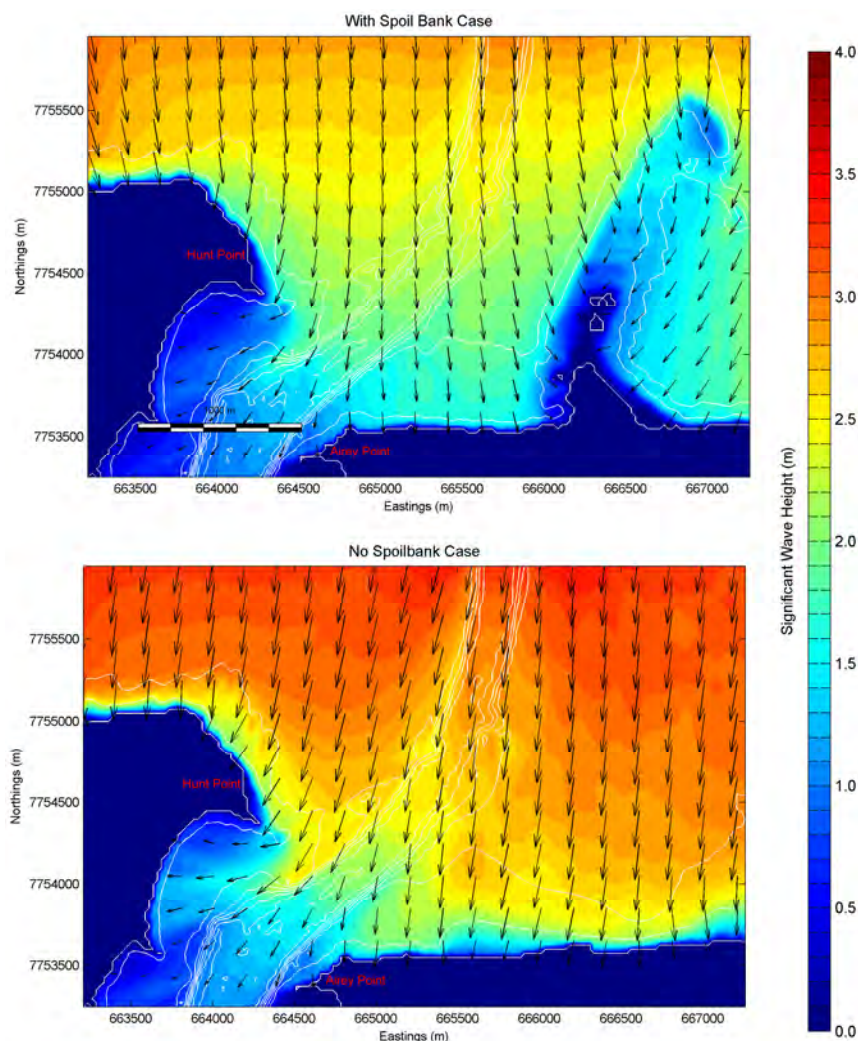 With Spoil Bank Case
7755500
7755000
7754500
7754000
7753500
Northings (m)
Hunt Point
1000 m
Airey Point
663500 664000 664500 665000 665500 666000 666500 667000
Eastings (m)
No Spoilbank Case
7755500
7755000
7754500
7754000
7753500
Northings (m)
Hunt Point
Airey Point
663500 664000 664500 665000 665500 666000 666500 667000
Eastings (m)
4.0
3.5
3.0
2.5
2.0
1.5
1.0
0.5
0.0
Significant Wave Height (m)